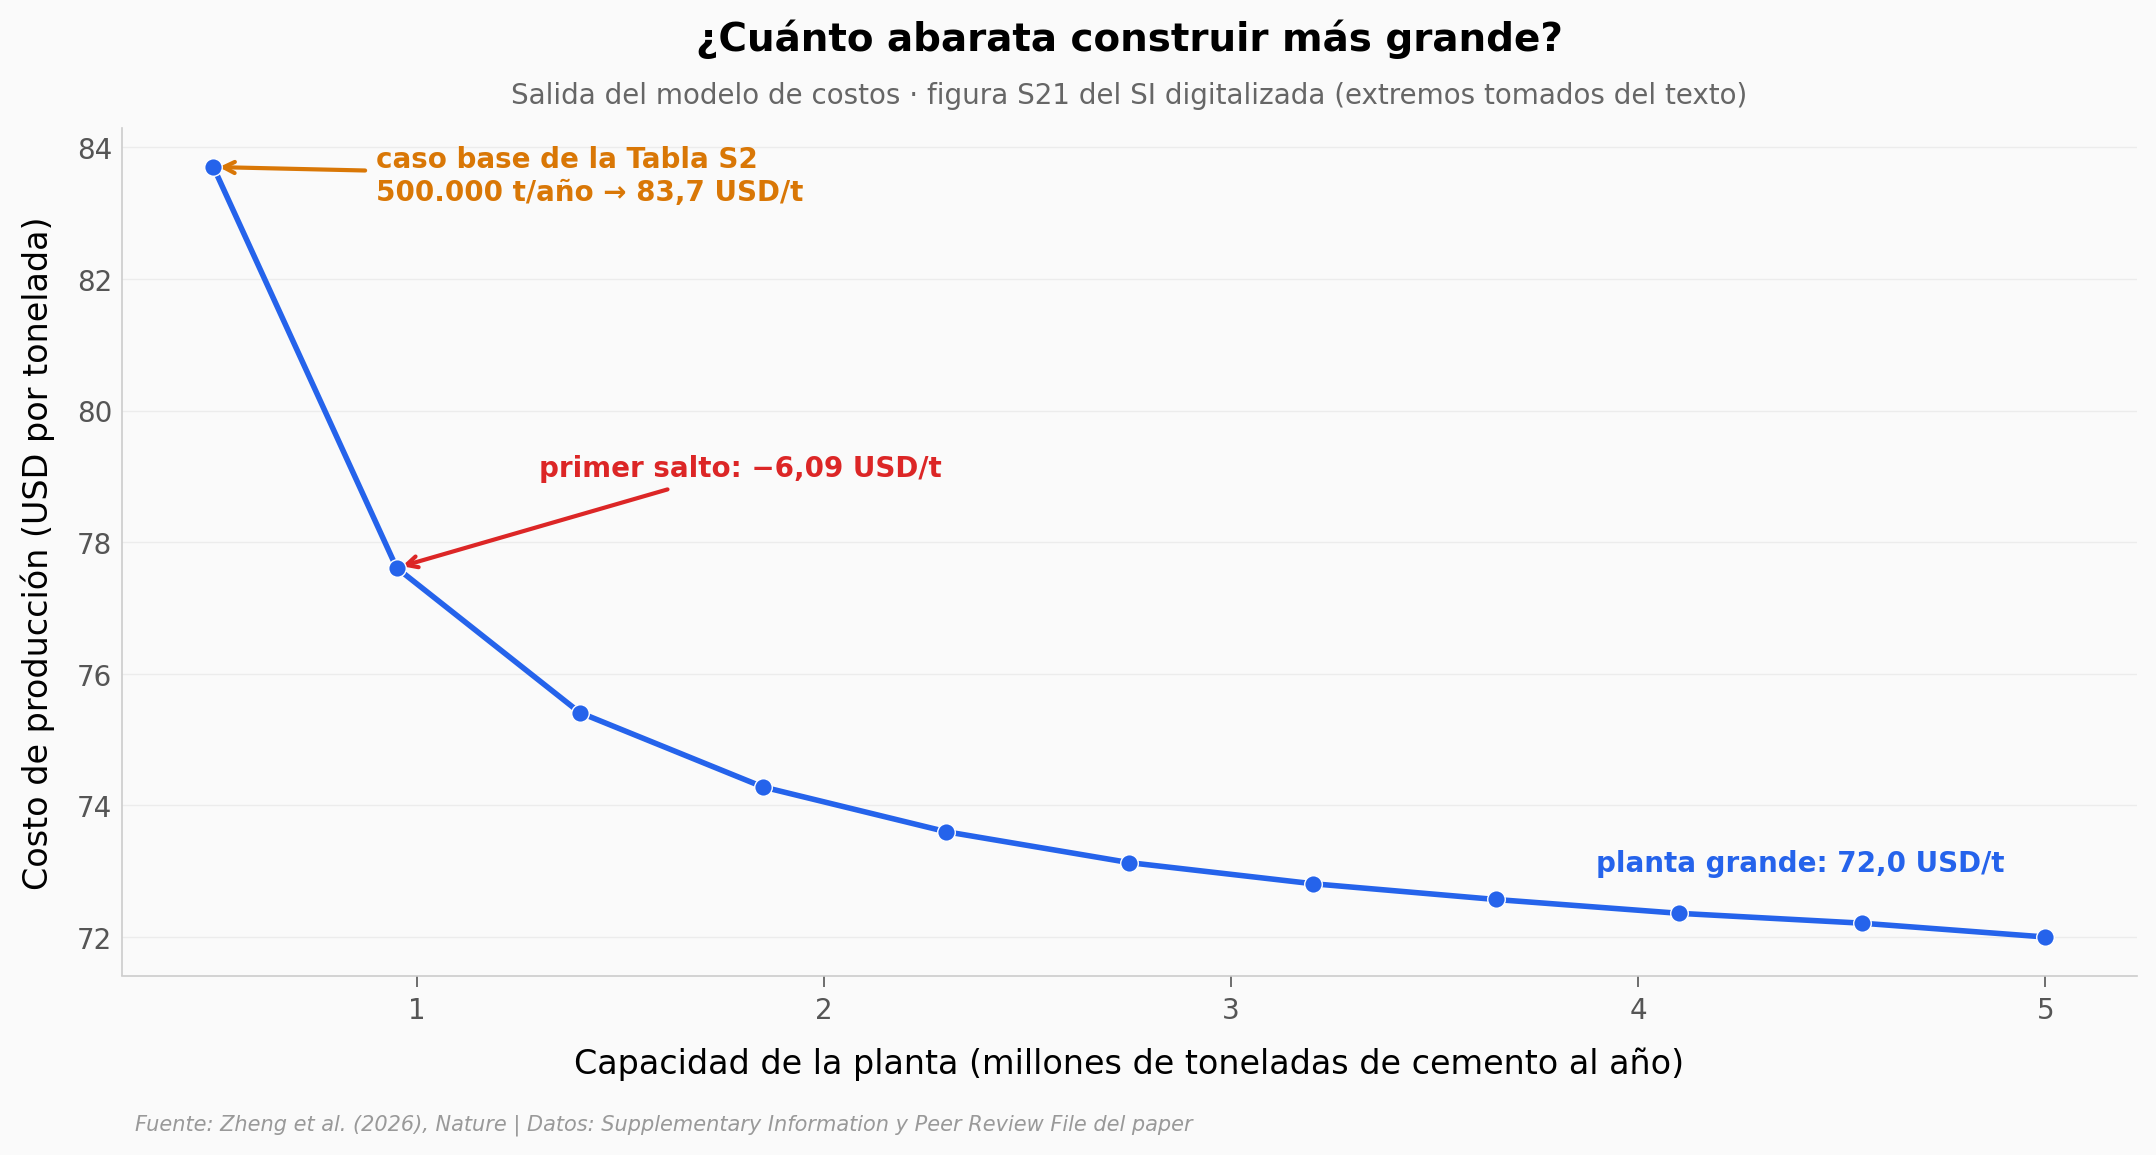 ¿Cuánto abarata construir más grande?
Salida del modelo de costos · figura S21 del SI digitalizada (extremos tomados del texto)
Costo de producción (USD por tonelada)
84
82
80
78
76
74
72
caso base de la Tabla S2
500.000 t/año → 83,7 USD/t
primer salto: −6,09 USD/t
planta grande: 72,0 USD/t
1
2
3
4
5
Capacidad de la planta (millones de toneladas de cemento al año)
Fuente: Zheng et al. (2026), Nature | Datos: Supplementary Information y Peer Review File del paper